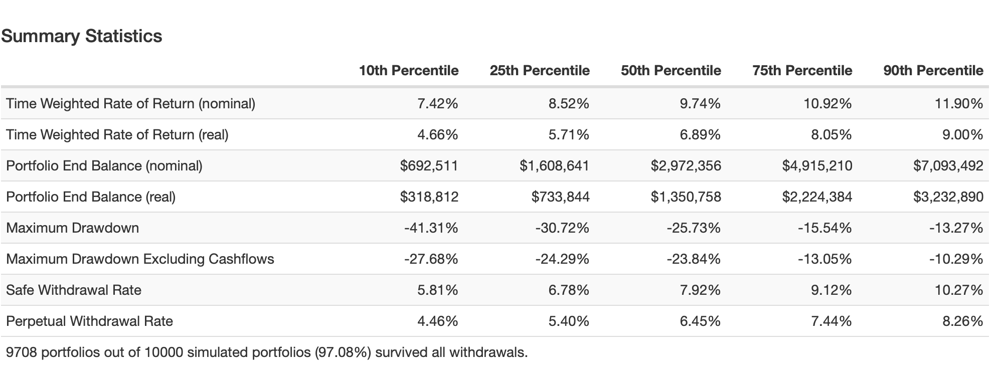 Summary Statistics
10th Percentile 25th Percentile 50th Percentile 75th Percentile 90th Percentile
Time Weighted Rate of Return (nominal) 7.42% 8.52% 9.74% 10.92% 11.90%
Time Weighted Rate of Return (real) 4.66% 5.71% 6.89% 8.05% 9.00%
Portfolio End Balance (nominal) $692,511 $1,608,641 $2,972,356 $4,915,210 $7,093,492
Portfolio End Balance (real) $318,812 $733,844 $1,350,758 $2,224,384 $3,232,890
Maximum Drawdown -41.31% -30.72% -25.73% -15.54% -13.27%
Maximum Drawdown Excluding Cashflows -27.68% -24.29% -23.84% -13.05% -10.29%
Safe Withdrawal Rate 5.81% 6.78% 7.92% 9.12% 10.27%
Perpetual Withdrawal Rate 4.46% 5.40% 6.45% 7.44% 8.26%
9708 portfolios out of 10000 simulated portfolios (97.08%) survived all withdrawals.